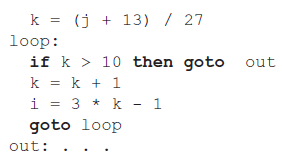 k = (j + 13) / 27
loop:
if k > 10 then goto out
k = k + 1
i = 3 * k - 1
goto loop
out: . . .